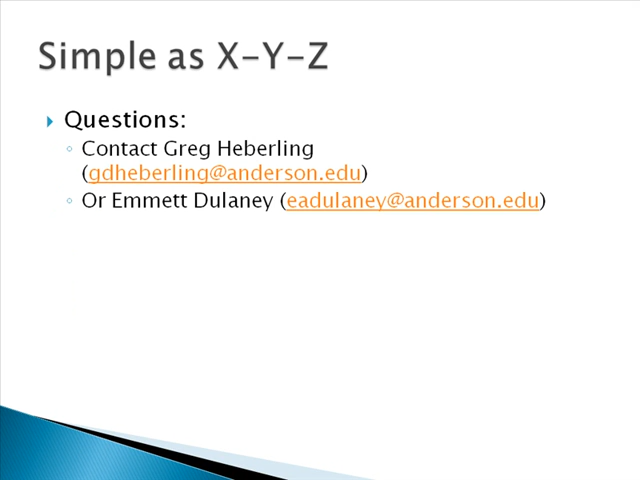 Simple as X-Y-Z
Questions:
Contact Greg Heberling
(gdheberling@anderson.edu)
Or Emmett Dulaney (eadulaney@anderson.edu)